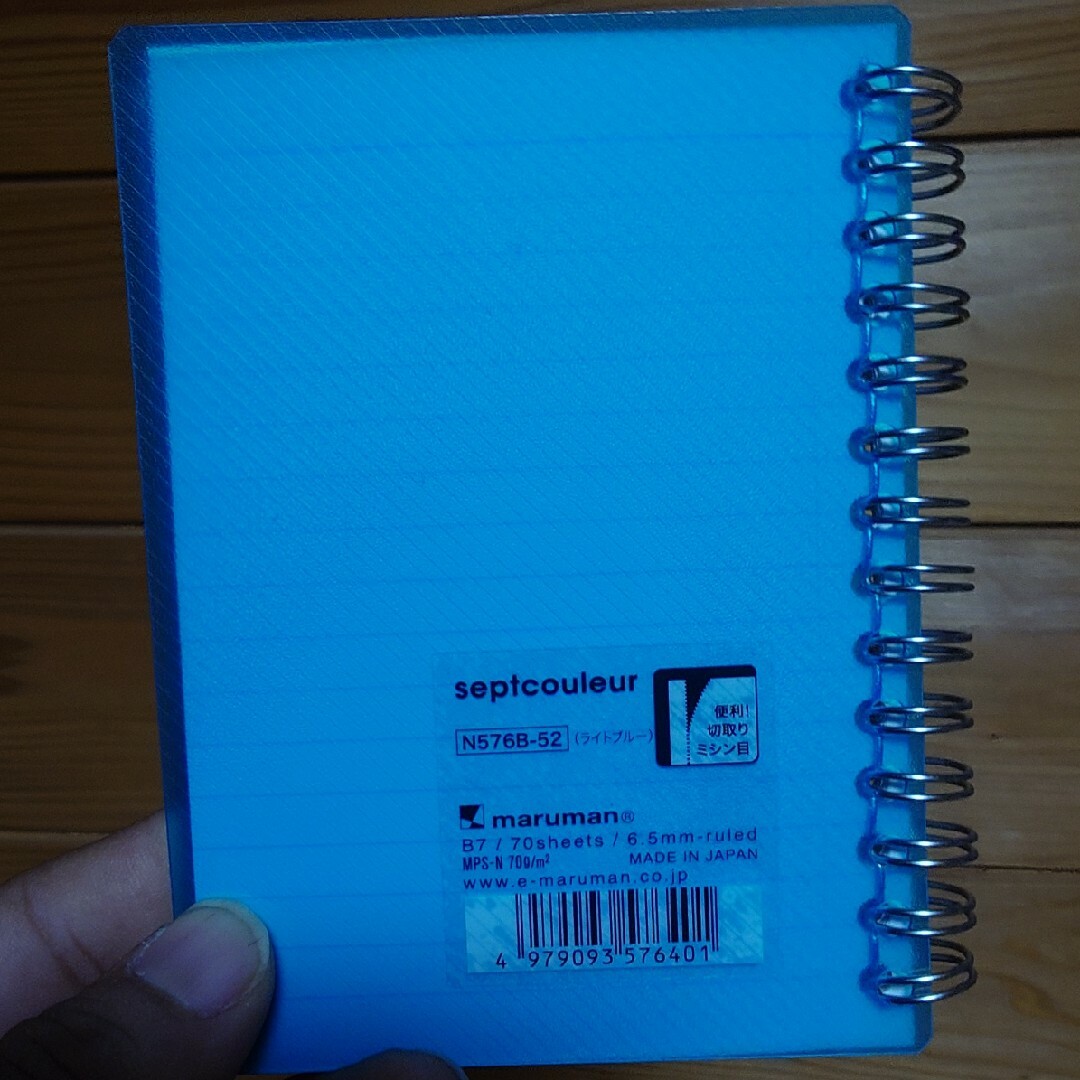 septcouleur
便利!
切取り
ミシン目
N576B-52 (ライトブルー)
maruman®
B7 / 70sheets / 6.5mm-ruled
MPS-N 70g/m² MADE IN JAPAN
www.e-maruman.co.jp
4 979093 576401